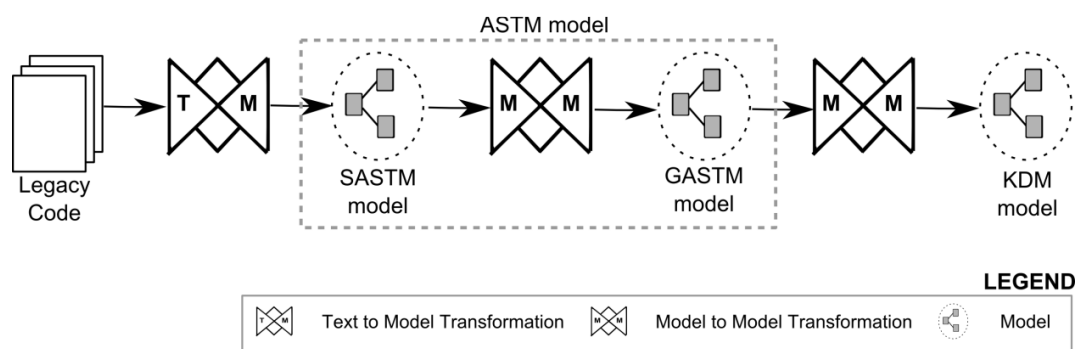 ASTM model
T M
M M
M M
Legacy
Code
SASTM
model
GASTM
model
KDM
model
LEGEND
T M Text to Model Transformation M M Model to Model Transformation Model